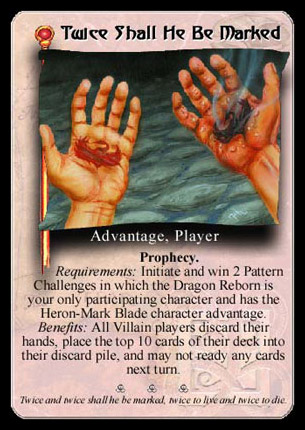 Twice Shall He Be Marked
Advantage, Player
Prophecy.
Requirements: Initiate and win 2 Pattern
Challenges in which the Dragon Reborn is
your only participating character and has the
Heron-Mark Blade character advantage.
Benefits: All Villain players discard their
hands, place the top 10 cards of their deck into
their discard pile, and may not ready any cards
next turn.
Twice and twice shall he be marked, twice to live and twice to die.